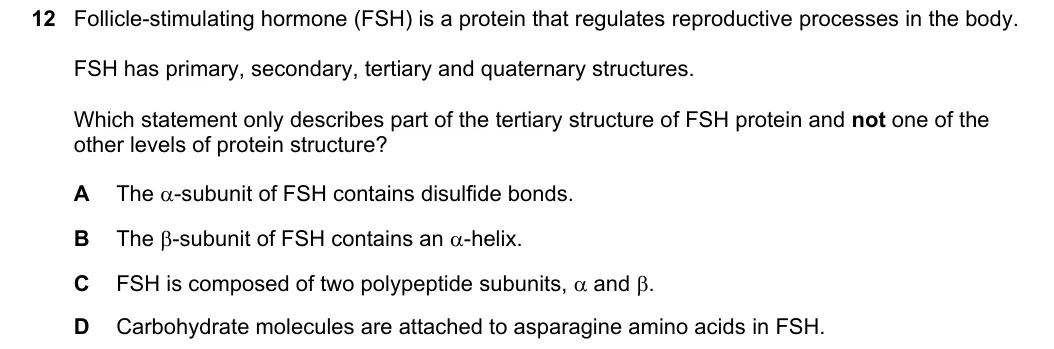 12 Follicle-stimulating hormone (FSH) is a protein that regulates reproductive processes in the body.
FSH has primary, secondary, tertiary and quaternary structures.
Which statement only describes part of the tertiary structure of FSH protein and not one of the
other levels of protein structure?
A The α-subunit of FSH contains disulfide bonds.
B The β-subunit of FSH contains an α-helix.
C FSH is composed of two polypeptide subunits, α and β.
D Carbohydrate molecules are attached to asparagine amino acids in FSH.